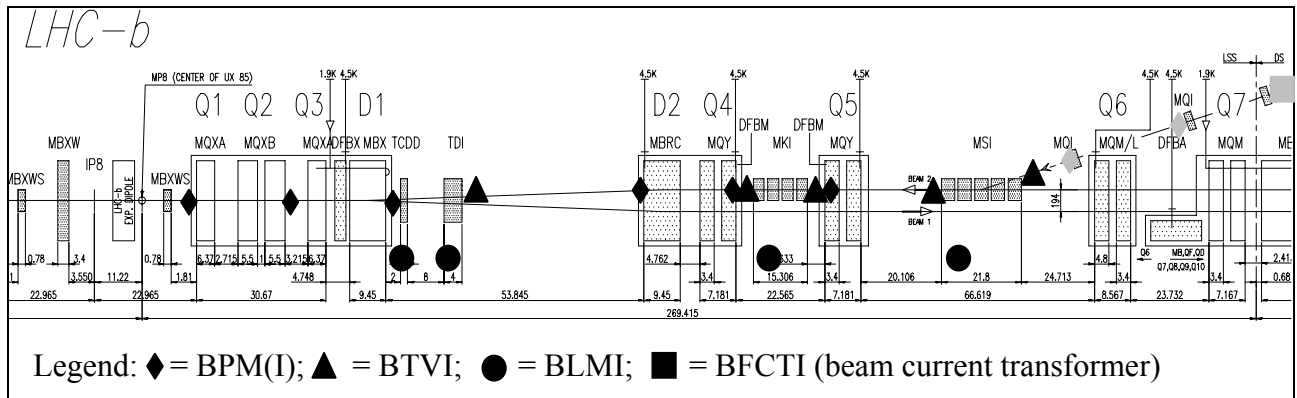 LHC-b
MP8 (CENTER OF UX 85)
1.9K 4.5K 4.5K 4.5K 4.5K 4.5K 4.5K 1.9K LSS DS
Q1 Q2 Q3 D1 D2 Q4 Q5 Q6 MQI Q7
MBXW IP8 MQXA MQXB MQXA DFBX MBX TCDD TDI MBRC MQY DFBM MKI DFBM MQY MSI MQI MQM/L DFBA MQM
MBXWS LHC-b EXP. DIPOLE MBXWS
BEAM 2
BEAM 1
194
0.78 3.4 0.78 6.37 2.715 5.5 1 5.5 3.215 6.37 4.762 4.8 Q6 MB,QF,QD 2.41
3.550 11.22 1.81 4.748 2 8 4 3.4 15.306 3.4 20.106 21.8 24.713 3.4 Q7,Q8,Q9,Q10 3.4 0.68
22.965 22.965 30.67 9.45 53.845 9.45 7.181 22.565 7.181 66.619 8.567 23.732 7.167
269.415
Legend: ♦ = BPM(I); ▲ = BTVI; ● = BLMI; ■ = BFCTI (beam current transformer)